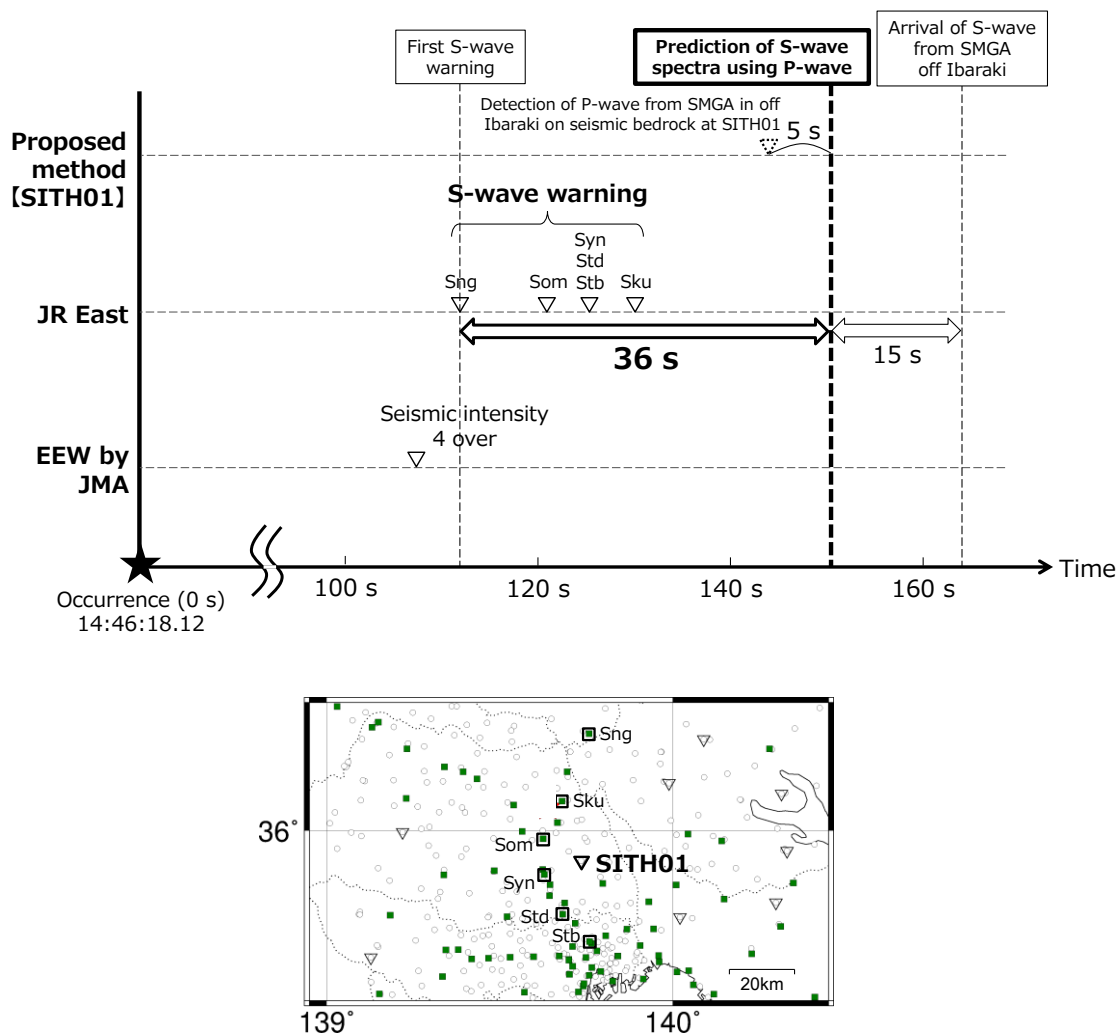 First S-wave
warning
Prediction of S-wave
spectra using P-wave
Arrival of S-wave
from SMGA
off Ibaraki
Detection of P-wave from SMGA in off
Ibaraki on seismic bedrock at SITH01
5 s
Proposed
method
【SITH01】
S-wave warning
Syn
Std
Stb
Sng
Som
Sku
JR East
36 s
15 s
Seismic intensity
4 over
EEW by
JMA
100 s
120 s
140 s
160 s
Time
Occurrence (0 s)
14:46:18.12
Sng
Sku
36°
Som
SITH01
Syn
Std
Stb
20km
139°
140°